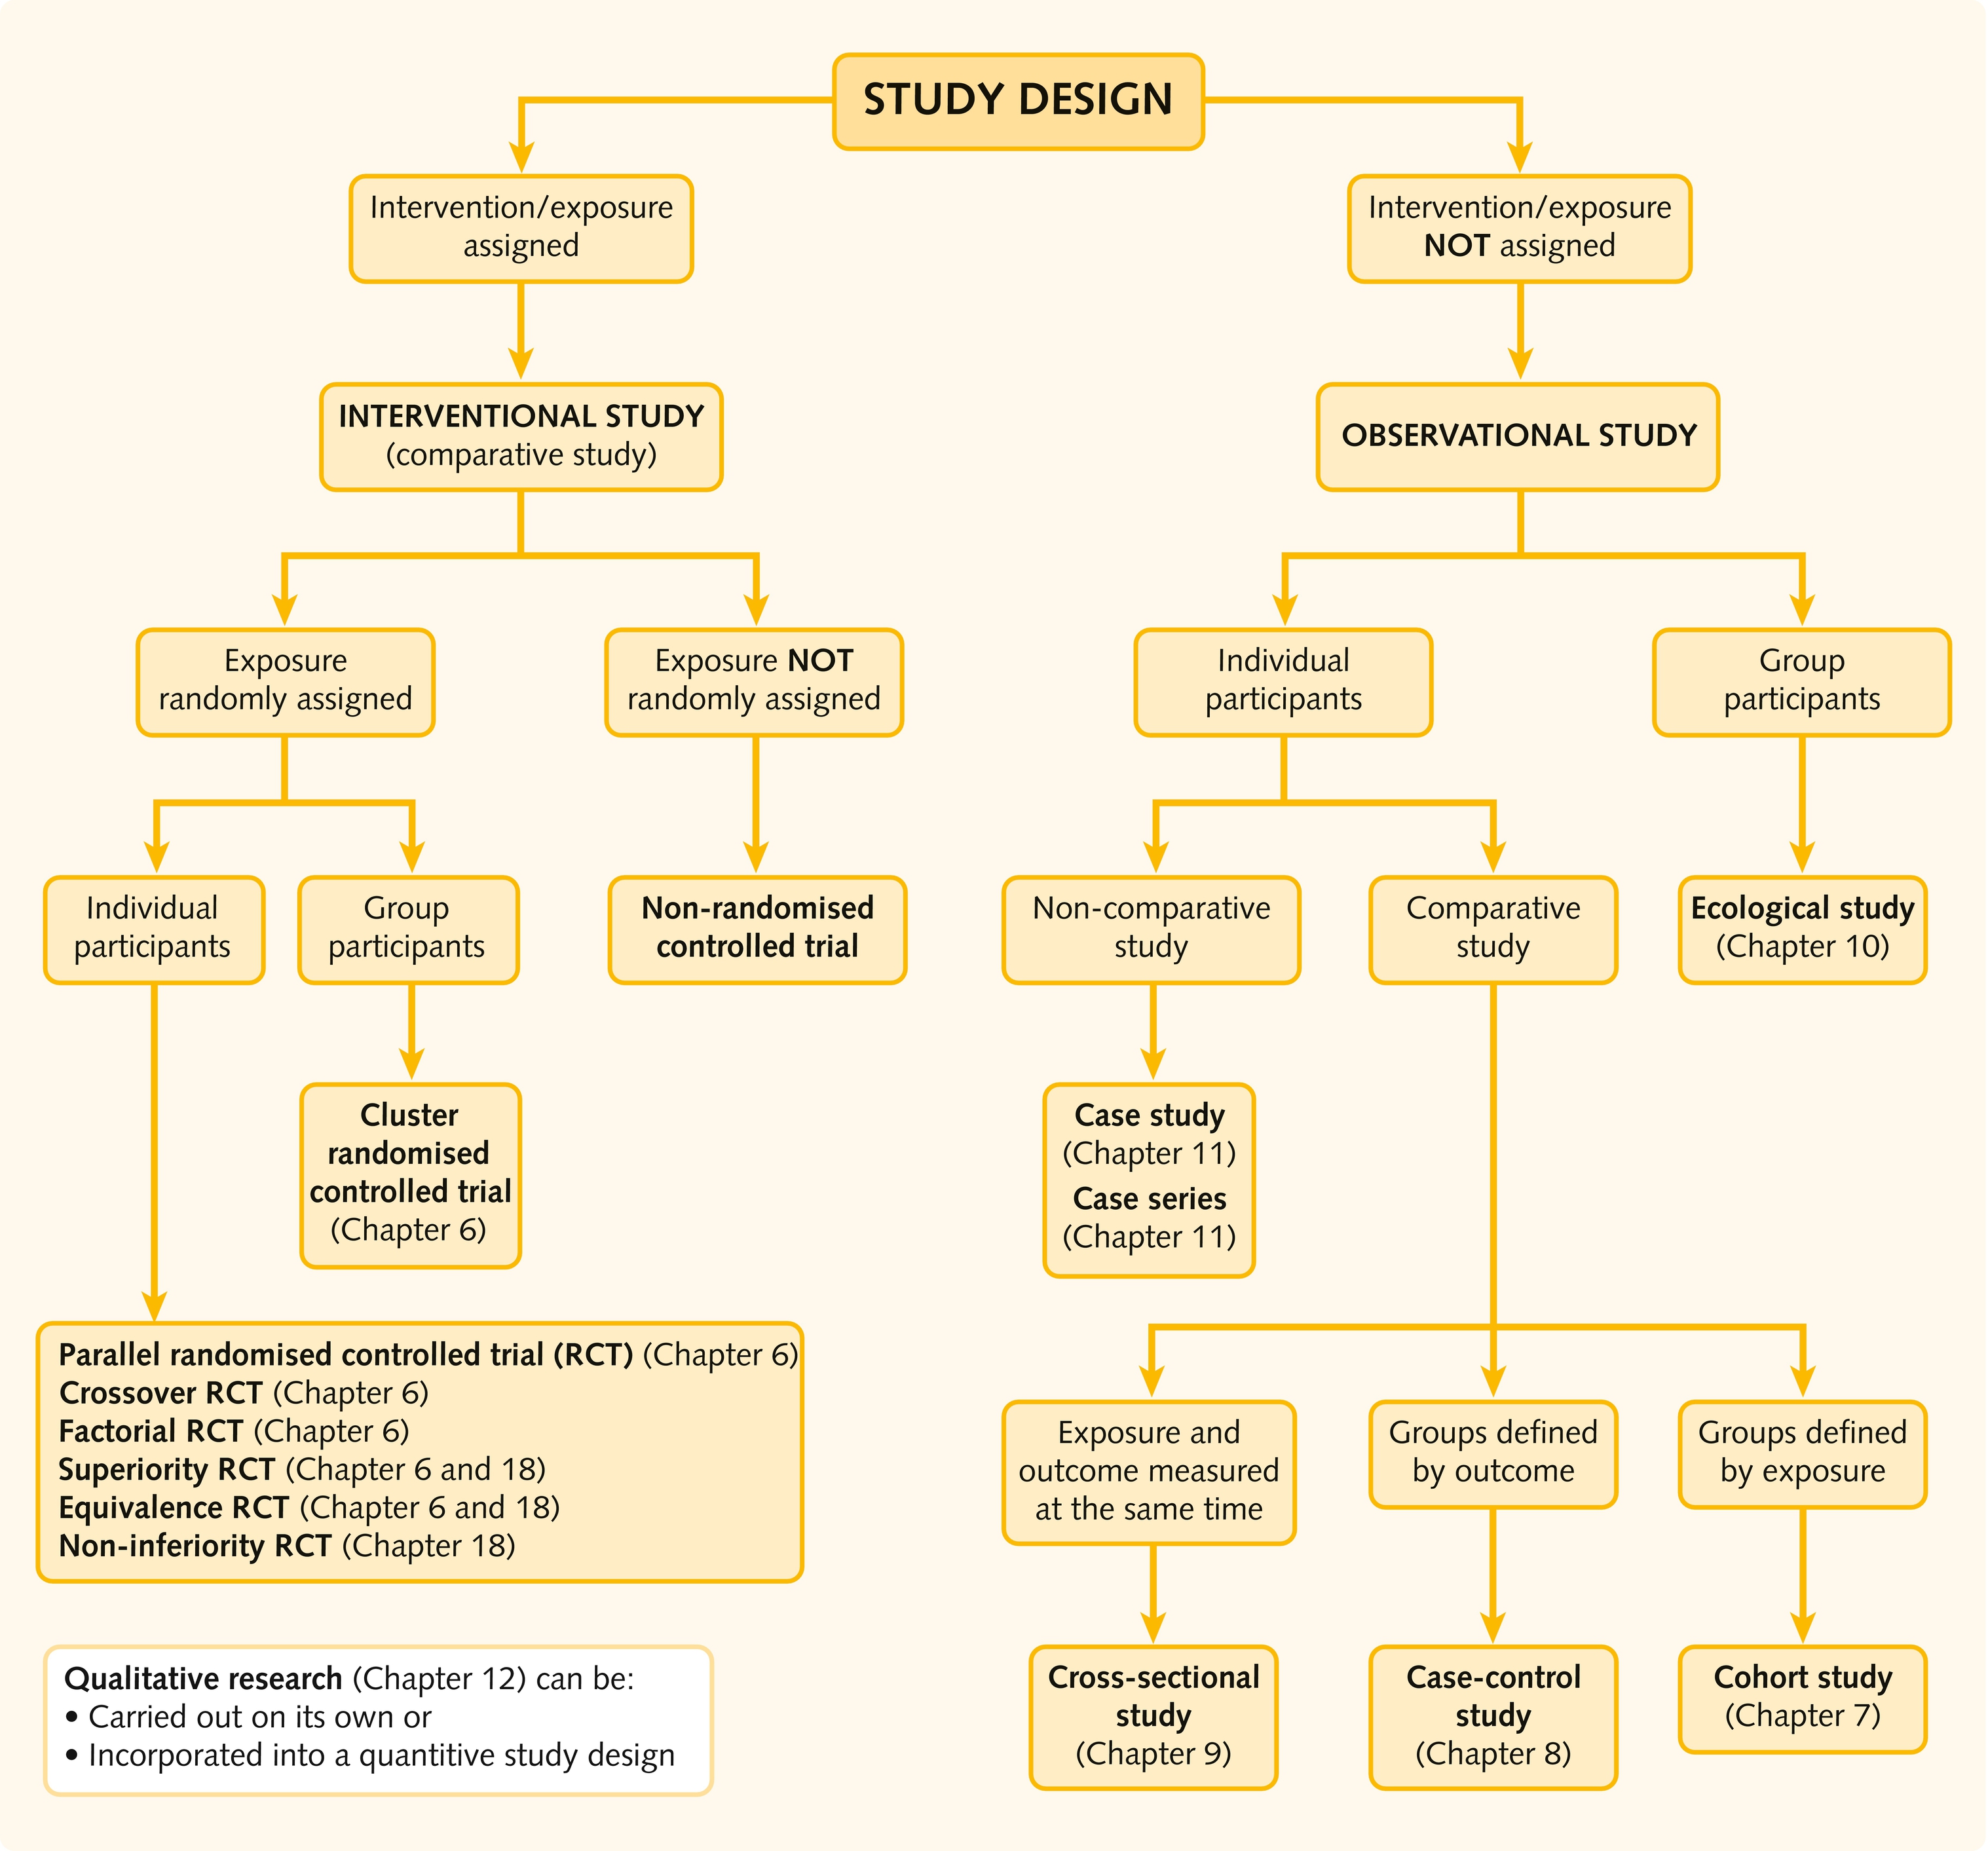 STUDY DESIGN
Intervention/exposure
assigned
Intervention/exposure
NOT assigned
INTERVENTIONAL STUDY
(comparative study)
OBSERVATIONAL STUDY
Exposure
randomly assigned
Exposure NOT
randomly assigned
Individual
participants
Group
participants
Individual
participants
Group
participants
Non-randomised
controlled trial
Non-comparative
study
Comparative
study
Ecological study
(Chapter 10)
Cluster
randomised
controlled trial
(Chapter 6)
Case study
(Chapter 11)
Case series
(Chapter 11)
Parallel randomised controlled trial (RCT) (Chapter 6)
Crossover RCT (Chapter 6)
Factorial RCT (Chapter 6)
Superiority RCT (Chapter 6 and 18)
Equivalence RCT (Chapter 6 and 18)
Non-inferiority RCT (Chapter 18)
Exposure and
outcome measured
at the same time
Groups defined
by outcome
Groups defined
by exposure
Qualitative research (Chapter 12) can be:
• Carried out on its own or
• Incorporated into a quantitive study design
Cross-sectional
study
(Chapter 9)
Case-control
study
(Chapter 8)
Cohort study
(Chapter 7)